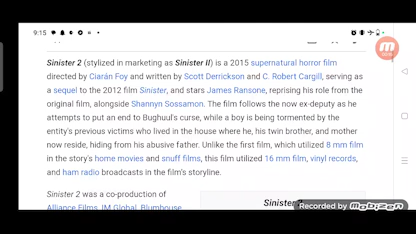 9:15
Sinister 2 (stylized in marketing as Sinister II) is a 2015 supernatural horror film
directed by Ciarán Foy and written by Scott Derrickson and C. Robert Cargill, serving as
a sequel to the 2012 film Sinister, and stars James Ransone, reprising his role from the
original film, alongside Shannyn Sossamon. The film follows the now ex-deputy as he
attempts to put an end to Bughuul's curse, while a boy is being tormented by the
entity's previous victims who lived in the house where he, his twin brother, and mother
now reside, hiding from his abusive father. Unlike the first film, which utilized 8 mm film
in the story's home movies and snuff films, this film utilized 16 mm film, vinyl records,
and ham radio broadcasts in the film's storyline.
Sinister 2 was a co-production of
Alliance Films, IM Global, Blumhouse
Sinister 2
Recorded by mobizen